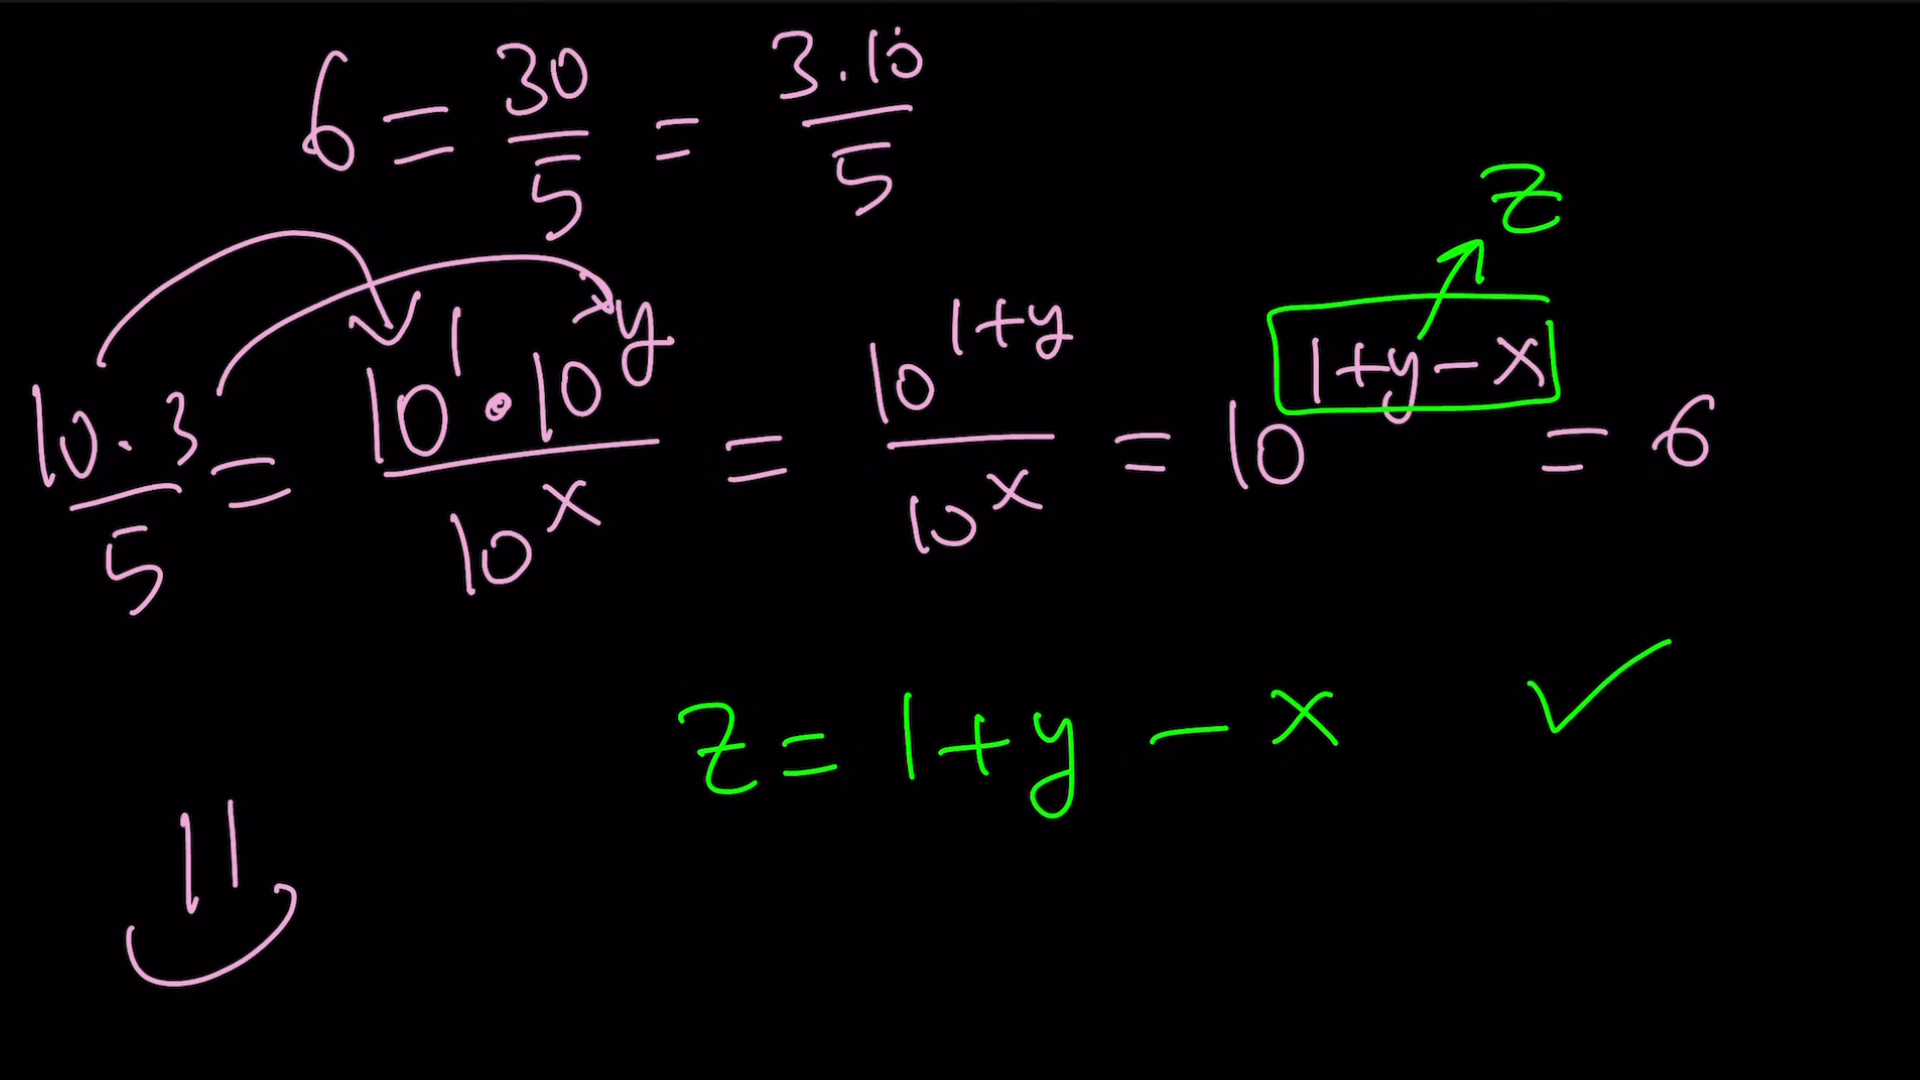 6 = 30/5 = 3.10/5
z
10.3/5 = 10^1 • 10^y / 10^x = 10^(1+y) / 10^x = 10^(1+y-x) = 6
z = 1+y - x ✓